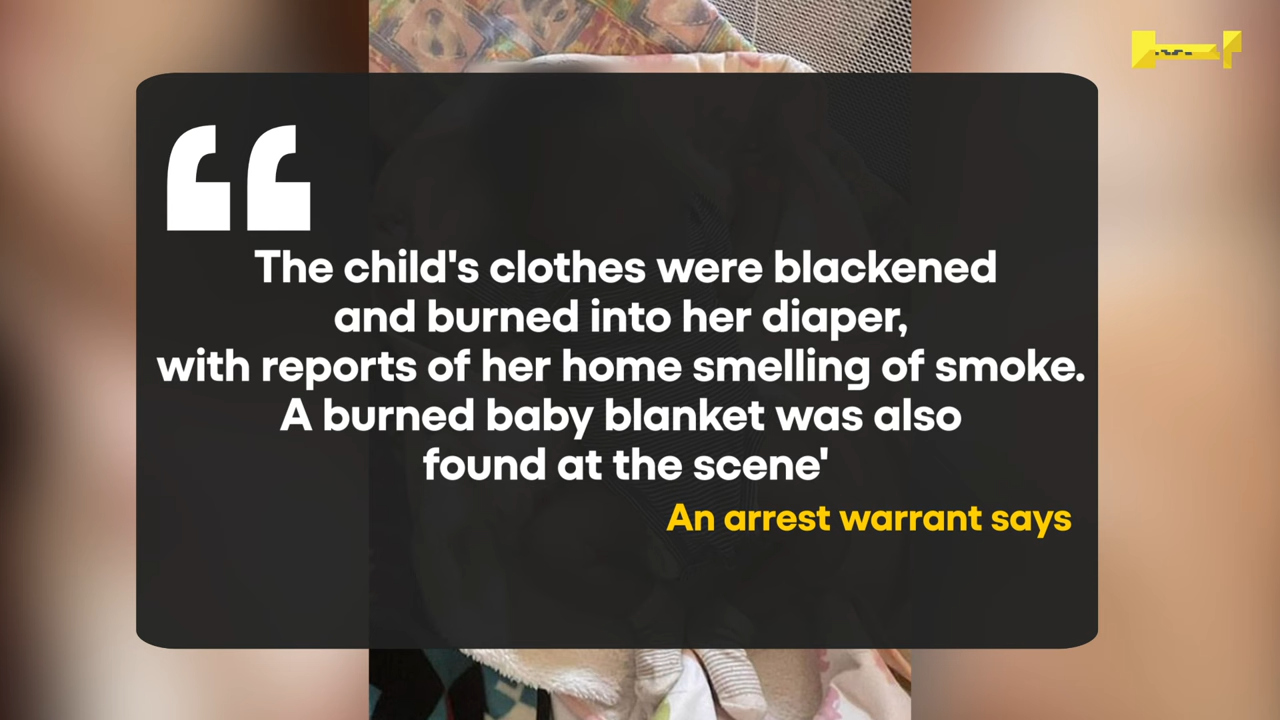 The child's clothes were blackened
and burned into her diaper,
with reports of her home smelling of smoke.
A burned baby blanket was also
found at the scene'
An arrest warrant says